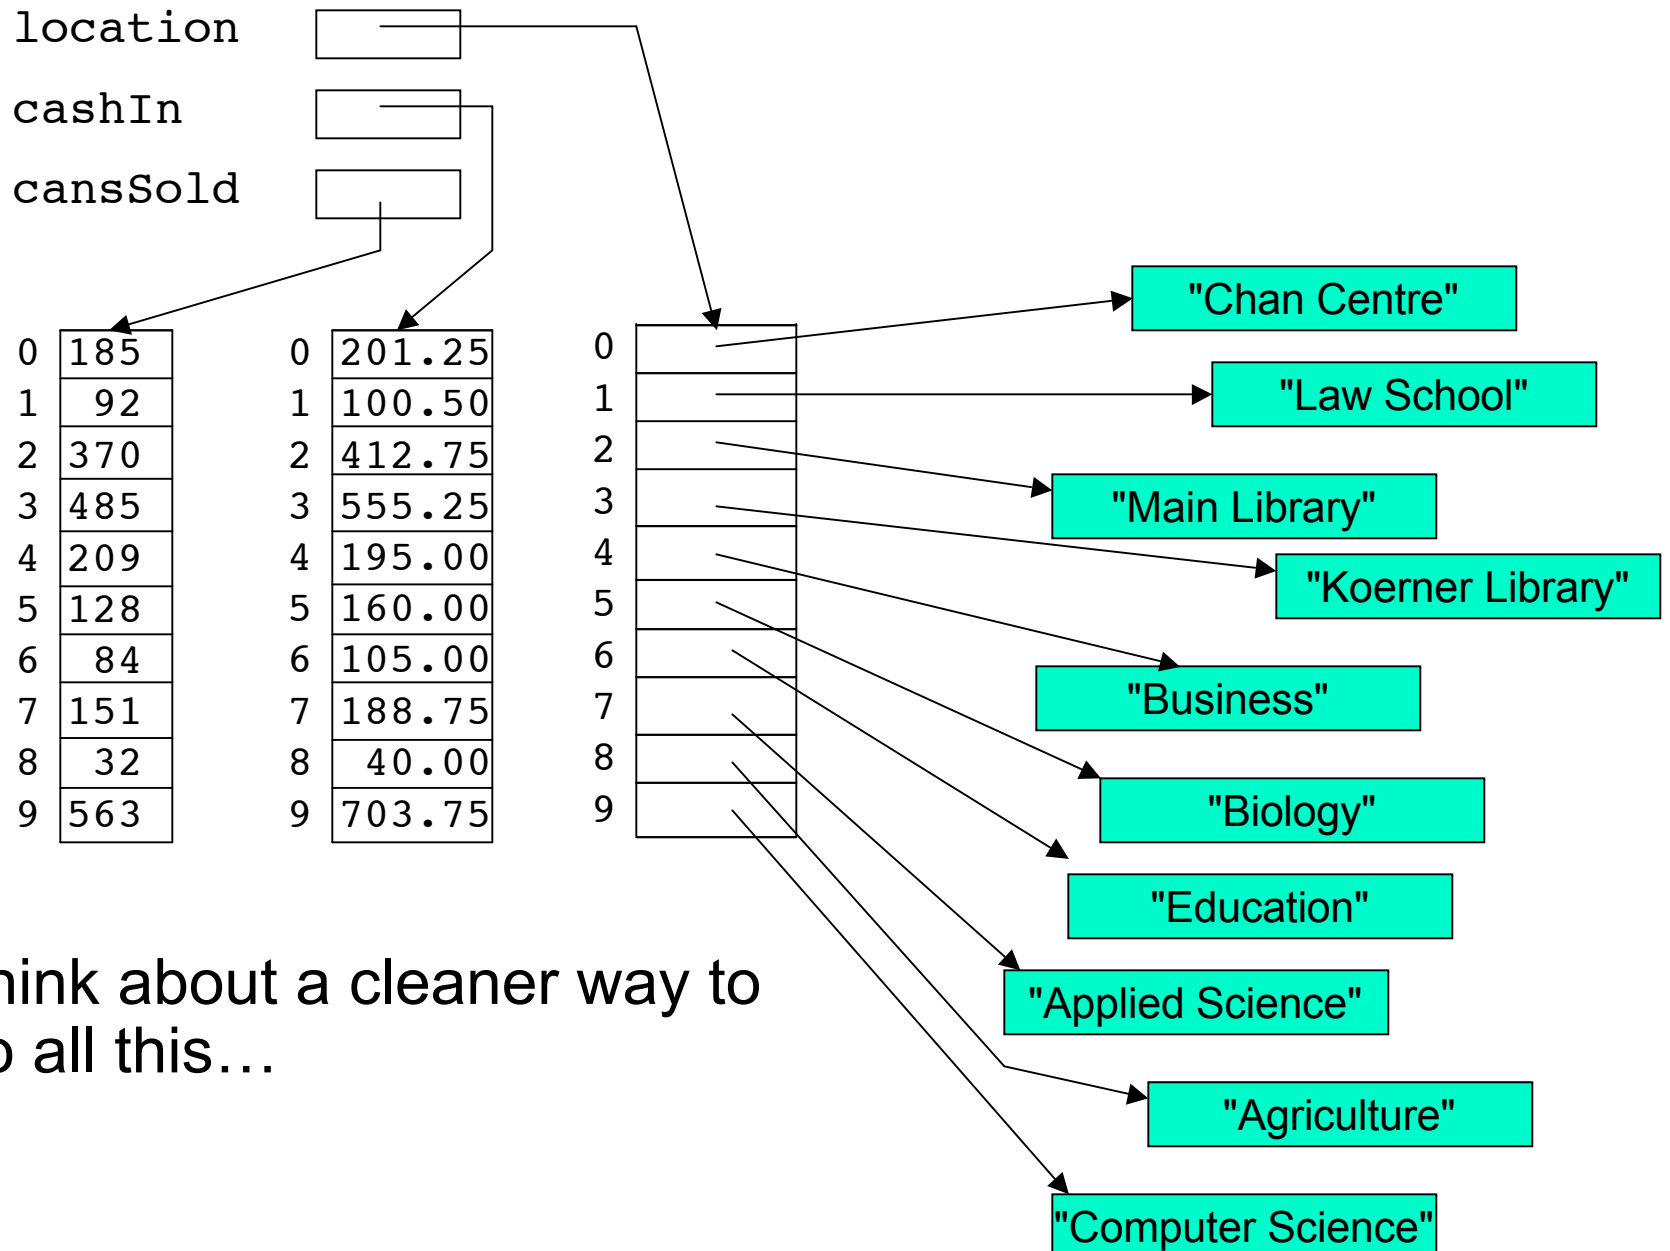 location
cashIn
cansSold
0 185
1 92
2 370
3 485
4 209
5 128
6 84
7 151
8 32
9 563
0 201.25
1 100.50
2 412.75
3 555.25
4 195.00
5 160.00
6 105.00
7 188.75
8 40.00
9 703.75
0
1
2
3
4
5
6
7
8
9
"Chan Centre"
"Law School"
"Main Library"
"Koerner Library"
"Business"
"Biology"
"Education"
"Applied Science"
"Agriculture"
"Computer Science"
hink about a cleaner way to
o all this…